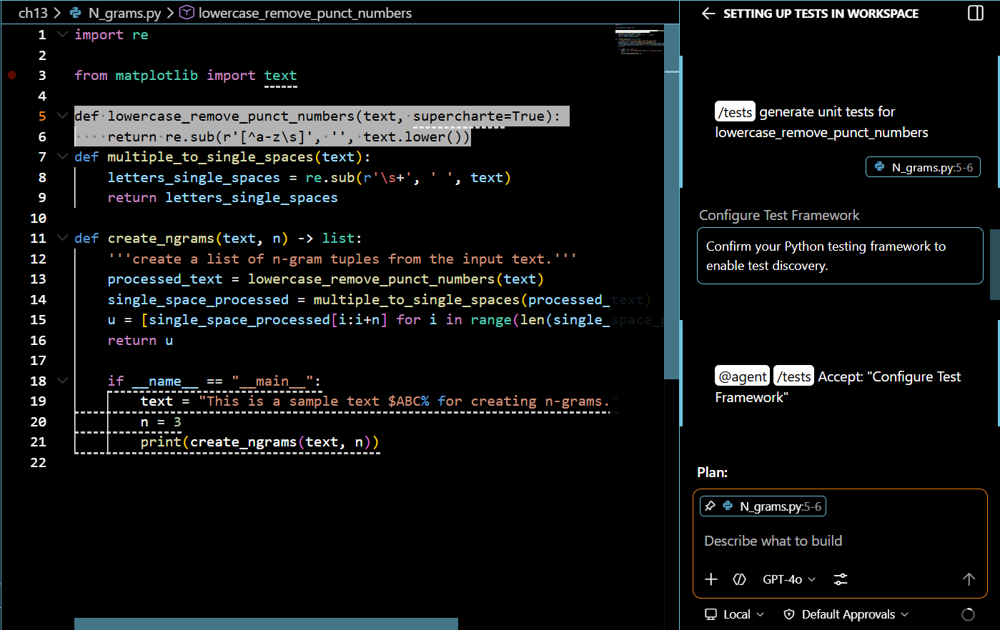 ch13 > N_grams.py > lowercase_remove_punct_numbers
1 import re
2
3 from matplotlib import text
4
5 def lowercase_remove_punct_numbers(text, supercharte=True):
6 return re.sub(r'[^a-z\s]', '', text.lower())
7 def multiple_to_single_spaces(text):
8 letters_single_spaces = re.sub(r'\s+', ' ', text)
9 return letters_single_spaces
10
11 def create_ngrams(text, n) -> list:
12 '''create a list of n-gram tuples from the input text.'''
13 processed_text = lowercase_remove_punct_numbers(text)
14 single_space_processed = multiple_to_single_spaces(processed_text)
15 u = [single_space_processed[i:i+n] for i in range(len(single_space_p
16 return u
17
18 if __name__ == "__main__":
19 text = "This is a sample text $ABC% for creating n-grams."
20 n = 3
21 print(create_ngrams(text, n))
22
SETTING UP TESTS IN WORKSPACE
/tests generate unit tests for
lowercase_remove_punct_numbers
N_grams.py:5-6
Configure Test Framework
Confirm your Python testing framework to
enable test discovery.
@agent /tests Accept: "Configure Test
Framework"
Plan:
N_grams.py:5-6
Describe what to build
GPT-4o
Local Default Approvals